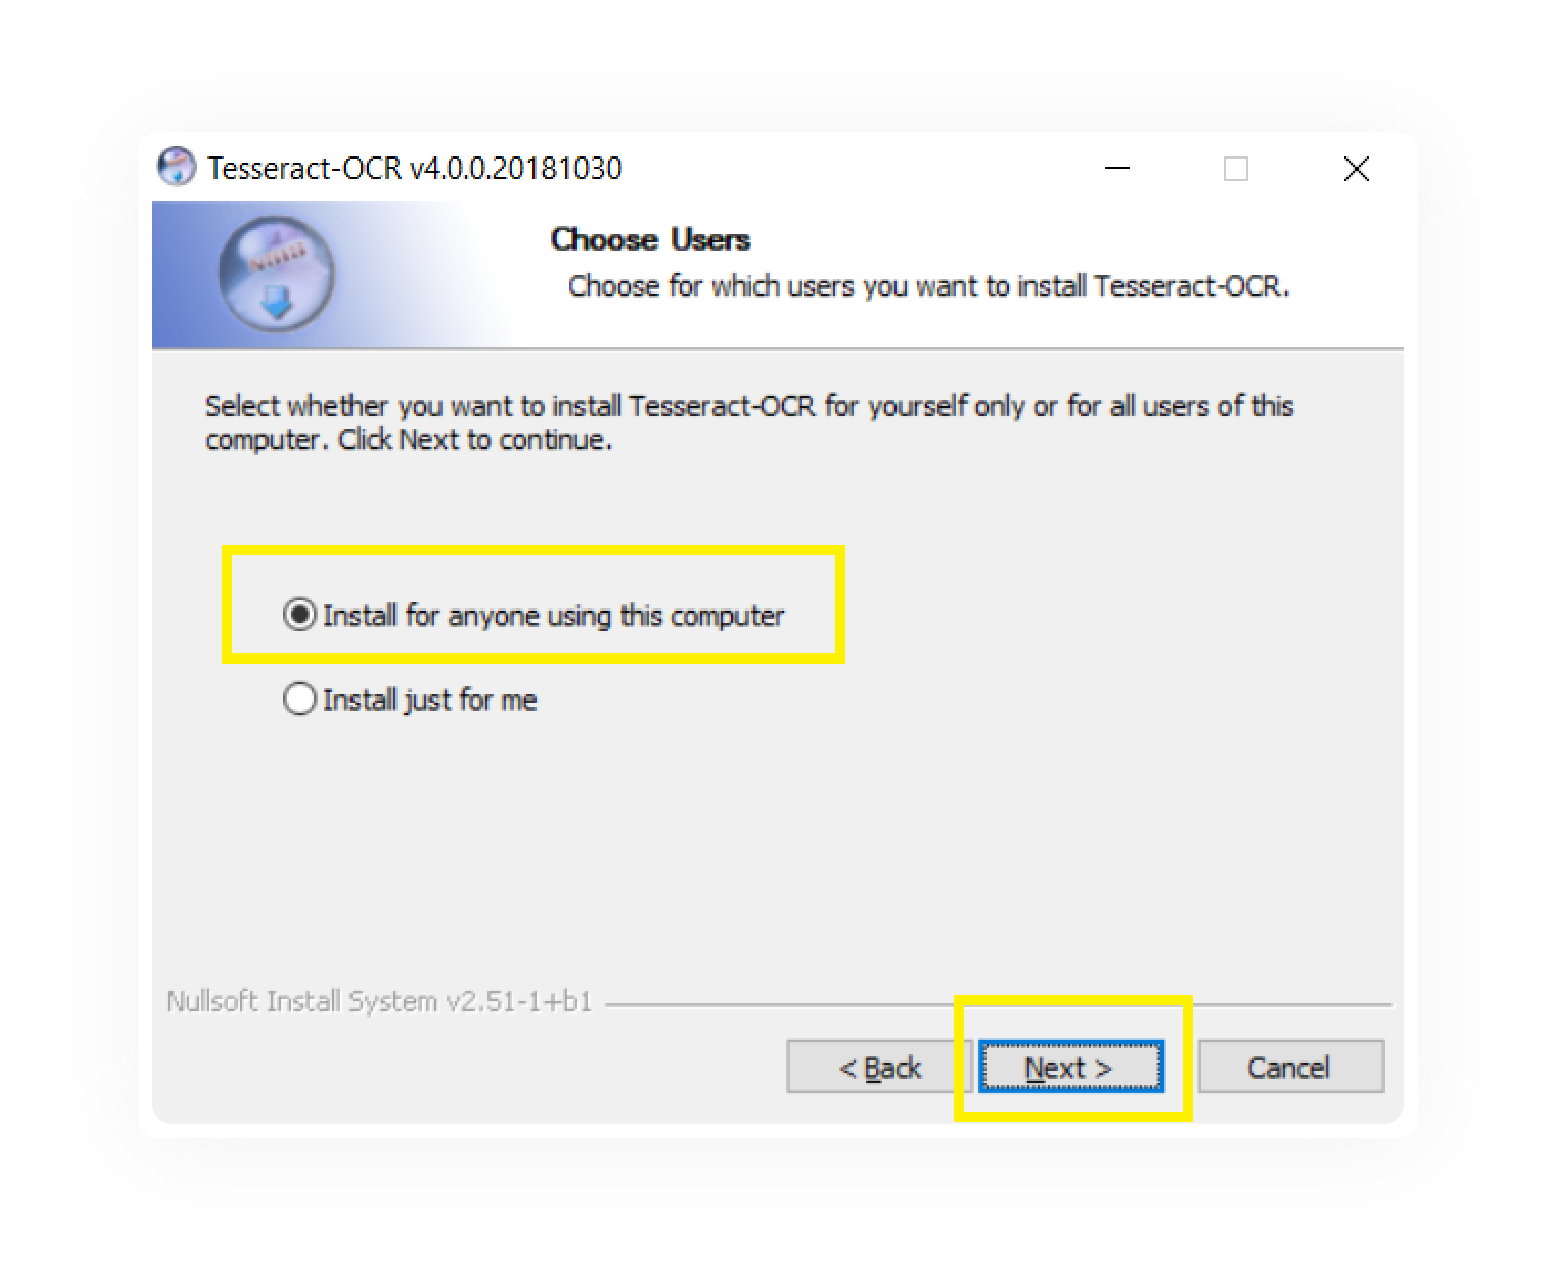 Tesseract-OCR v4.0.0.20181030
Choose Users
Choose for which users you want to install Tesseract-OCR.
Select whether you want to install Tesseract-OCR for yourself only or for all users of this
computer. Click Next to continue.
Install for anyone using this computer
Install just for me
Nullsoft Install System v2.51-1+b1
< Back
Next >
Cancel